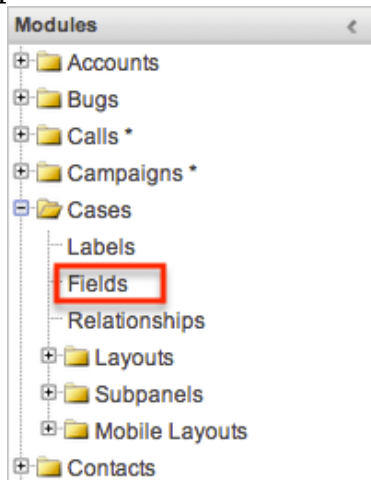 Modules
Accounts
Bugs
Calls *
Campaigns *
Cases
Labels
Fields
Relationships
Layouts
Subpanels
Mobile Layouts
Contacts